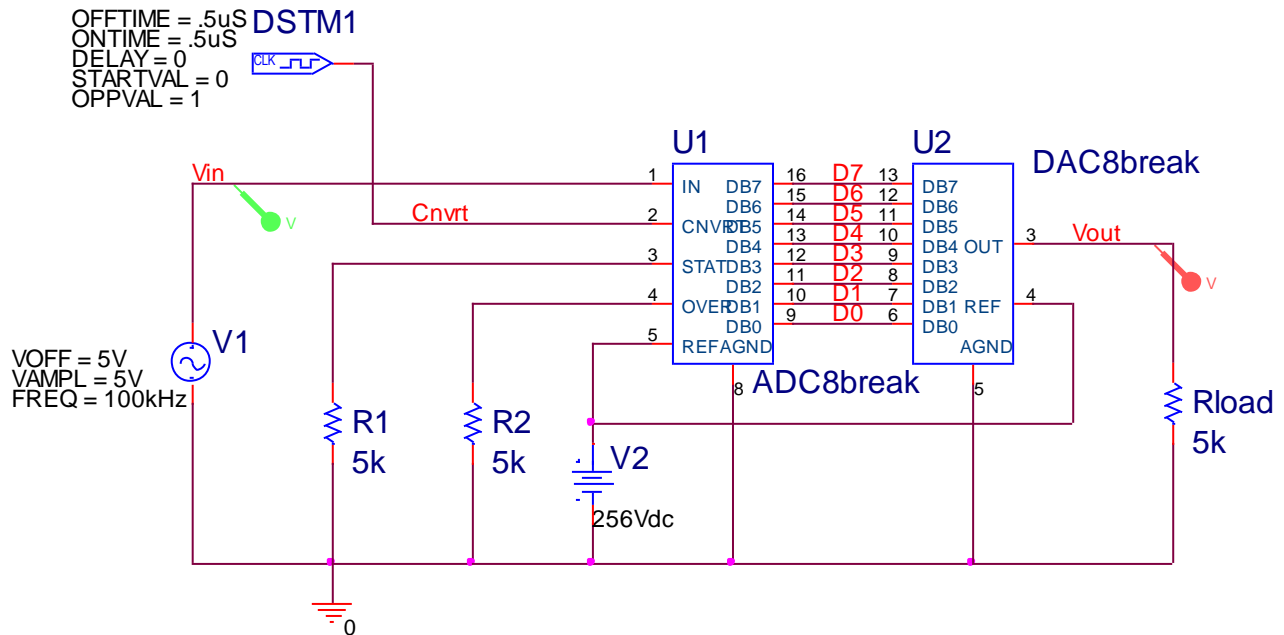 OFFTIME = .5uS
ONTIME = .5uS
DELAY = 0
STARTVAL = 0
OPPVAL = 1
DSTM1
CLK
Vin
V
Cnvrt
V1
VOFF = 5V
VAMPL = 5V
FREQ = 100kHz
R1
5k
R2
5k
V2
256Vdc
0
U1
1
IN
2
CNVRT
3
STAT
4
OVER
5
REF
AGND
8
DB7
16
DB6
15
DB5
14
DB4
13
DB3
12
DB2
11
DB1
10
DB0
9
ADC8break
D7
D6
D5
D4
D3
D2
D1
D0
U2
DAC8break
13
DB7
12
DB6
11
DB5
10
DB4
9
DB3
8
DB2
7
DB1
6
DB0
OUT
3
REF
4
AGND
5
Vout
V
Rload
5k